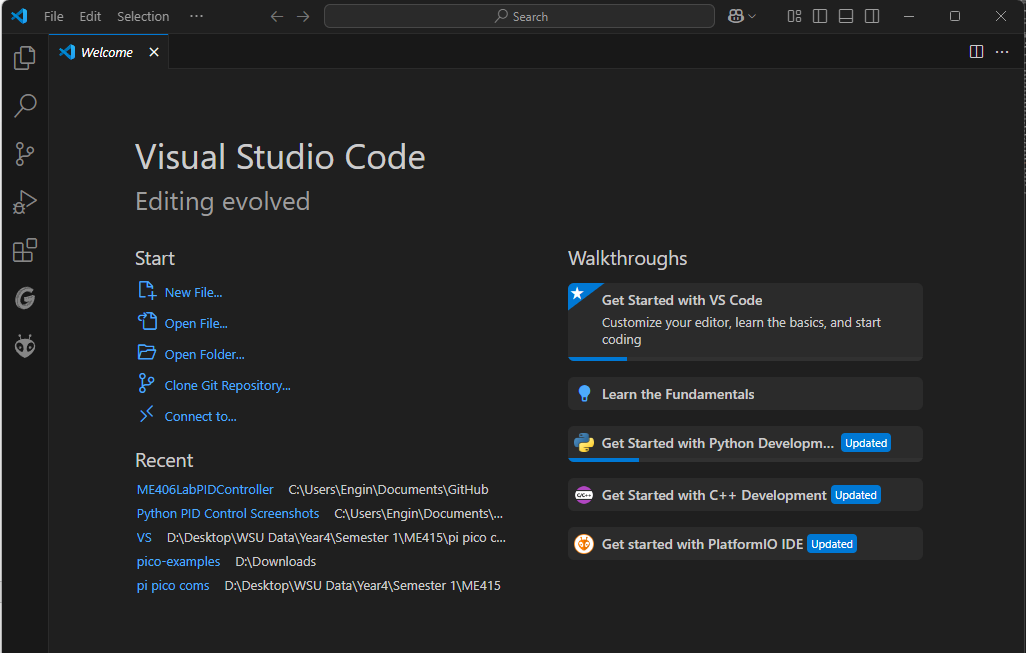 File Edit Selection ... Search
Welcome
Visual Studio Code
Editing evolved
Start
New File...
Open File...
Open Folder...
Clone Git Repository...
Connect to...
Recent
ME406LabPIDController C:\Users\Engin\Documents\GitHub
Python PID Control Screenshots C:\Users\Engin\Documents\...
VS D:\Desktop\WSU Data\Year4\Semester 1\ME415\pi pico c...
pico-examples D:\Downloads
pi pico coms D:\Desktop\WSU Data\Year4\Semester 1\ME415
Walkthroughs
Get Started with VS Code
Customize your editor, learn the basics, and start
coding
Learn the Fundamentals
Get Started with Python Developm... Updated
C/C++ Get Started with C++ Development Updated
Get started with PlatformIO IDE Updated